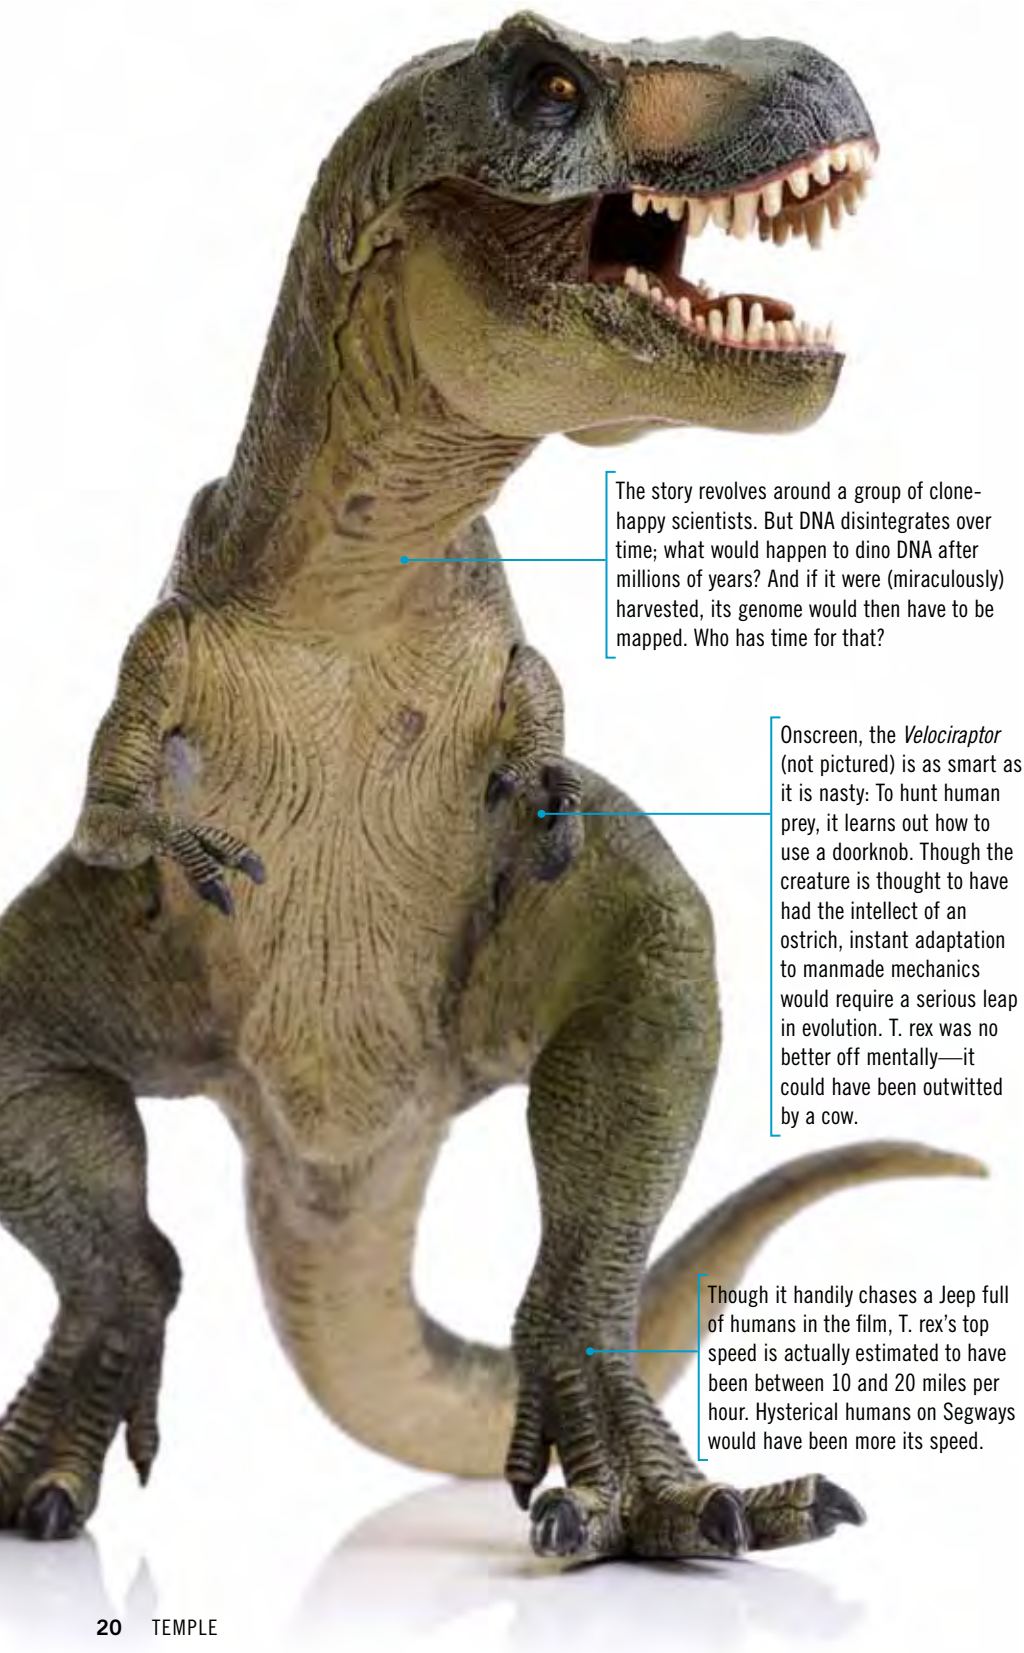 The story revolves around a group of clone-
happy scientists. But DNA disintegrates over
time; what would happen to dino DNA after
millions of years? And if it were (miraculously)
harvested, its genome would then have to be
mapped. Who has time for that?
Onscreen, the Velociraptor
(not pictured) is as smart as
it is nasty: To hunt human
prey, it learns out how to
use a doorknob. Though the
creature is thought to have
had the intellect of an
ostrich, instant adaptation
to manmade mechanics
would require a serious leap
in evolution. T. rex was no
better off mentally—it
could have been outwitted
by a cow.
Though it handily chases a Jeep full
of humans in the film, T. rex’s top
speed is actually estimated to have
been between 10 and 20 miles per
hour. Hysterical humans on Segways
would have been more its speed.
20 TEMPLE